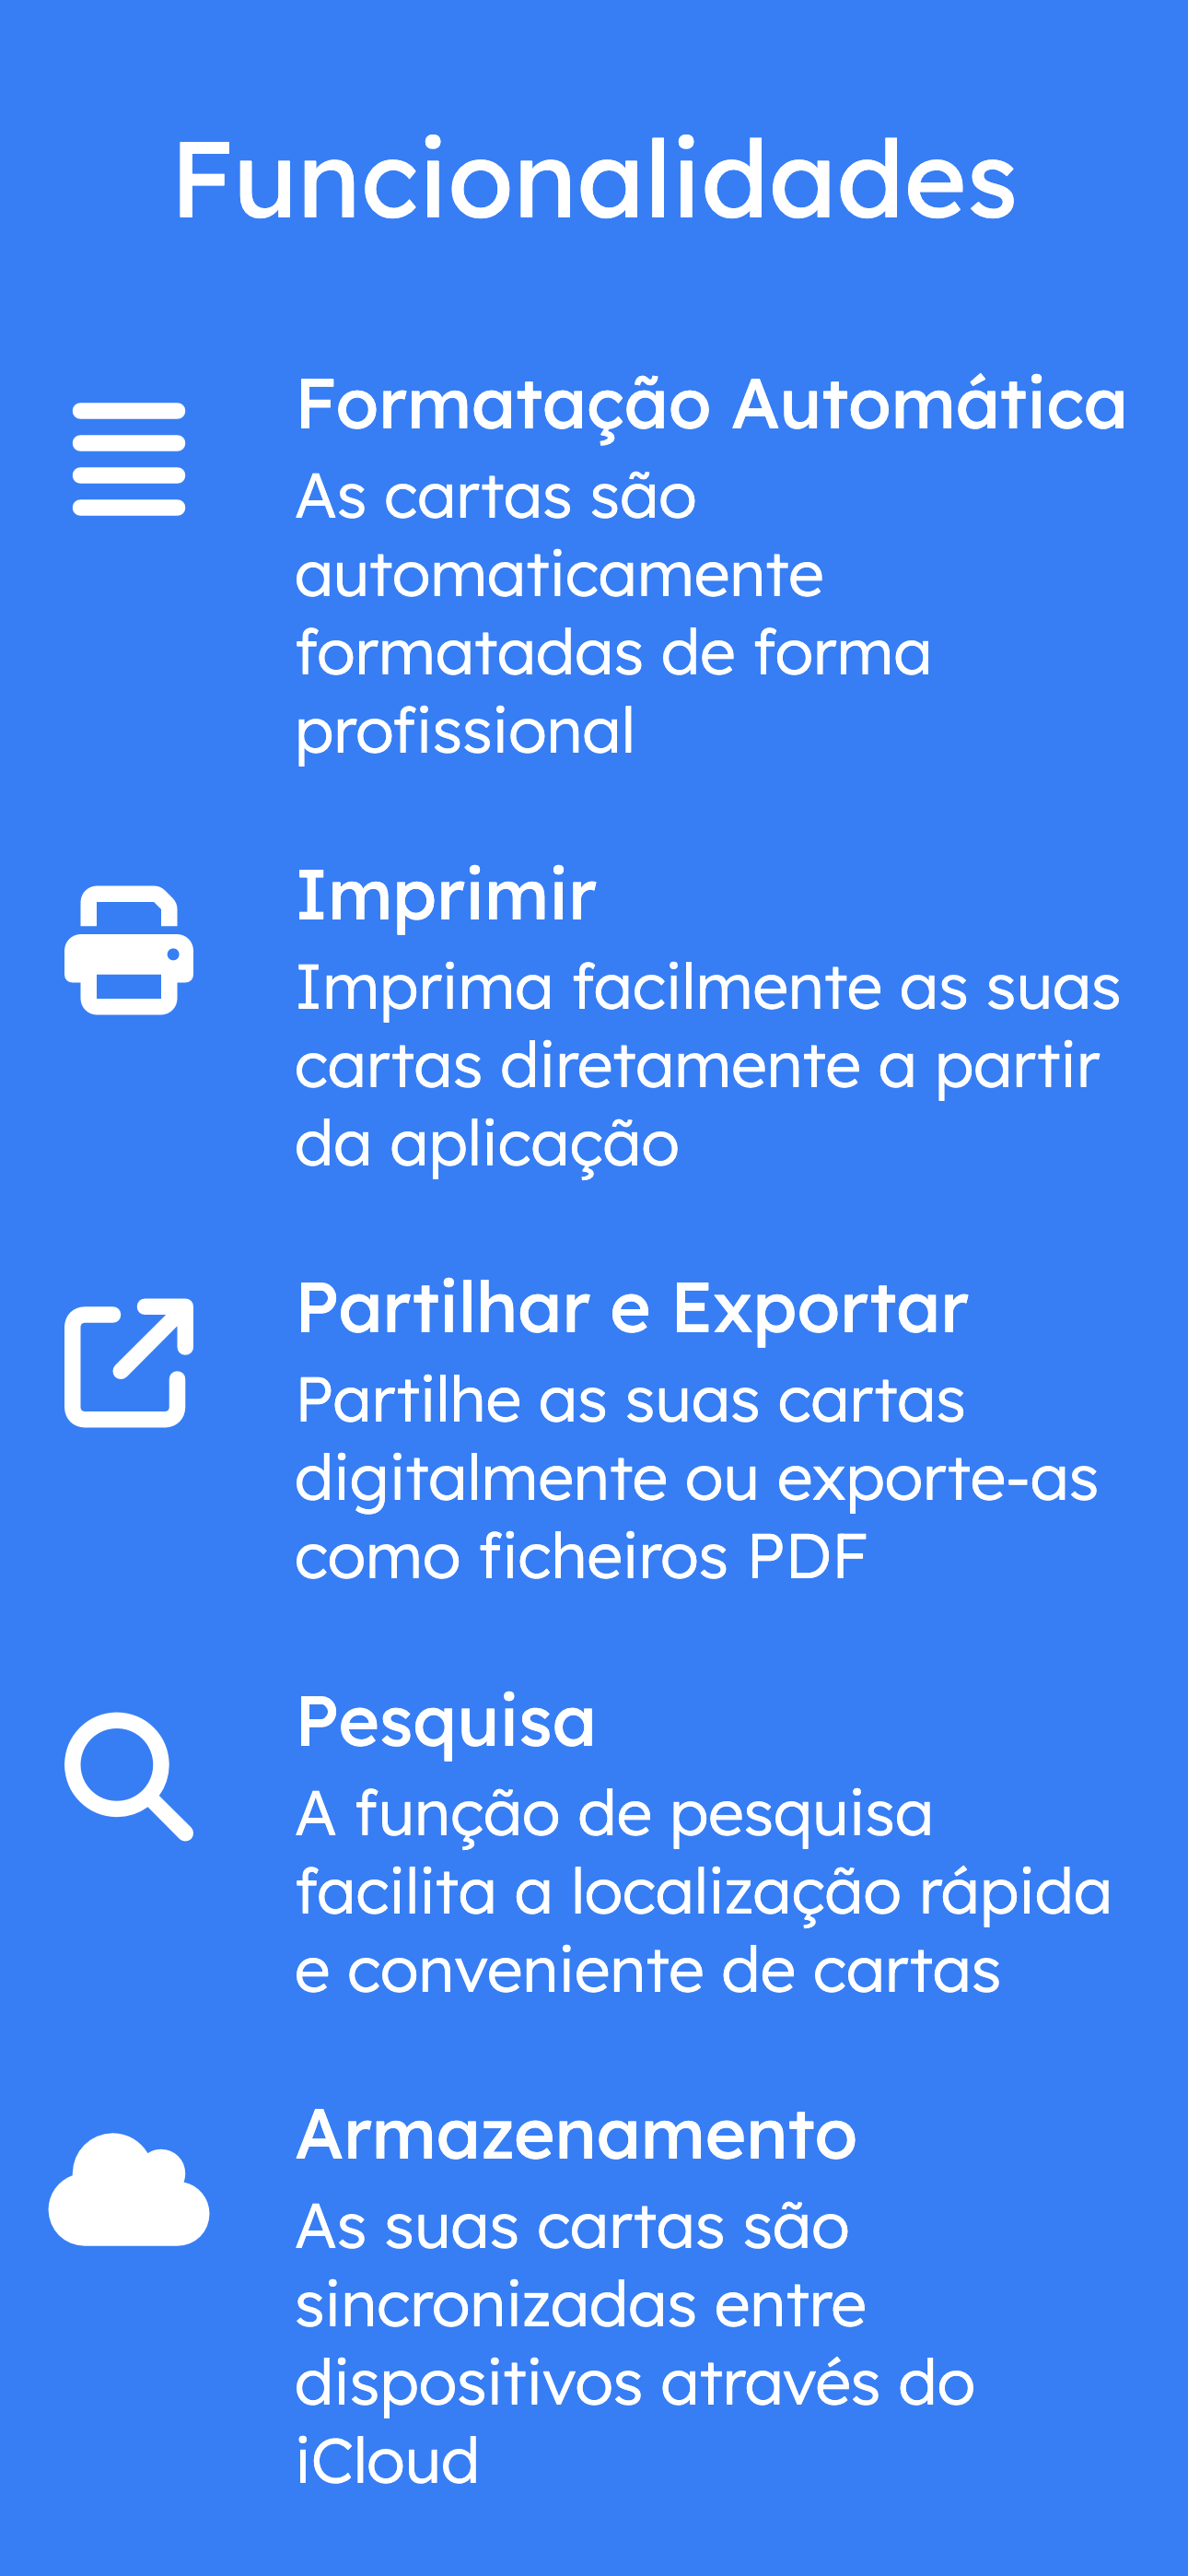 Funcionalidades
Formatação Automática
As cartas são
automaticamente
formatadas de forma
profissional
Imprimir
Imprima facilmente as suas
cartas diretamente a partir
da aplicação
Partilhar e Exportar
Partilhe as suas cartas
digitalmente ou exporte-as
como ficheiros PDF
Pesquisa
A função de pesquisa
facilita a localização rápida
e conveniente de cartas
Armazenamento
As suas cartas são
sincronizadas entre
dispositivos através do
iCloud